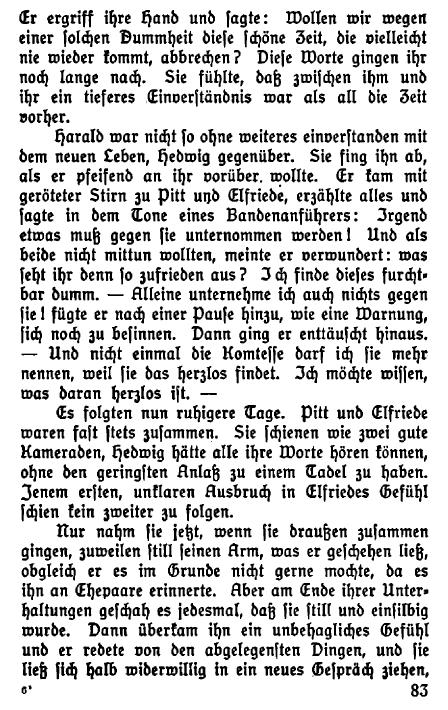 Er ergriff ihre Hand und sagte: Wollen wir wegen
einer solchen Dummheit diese schöne Zeit, die vielleicht
nie wieder kommt, abbrechen? Diese Worte gingen ihr
noch lange nach. Sie fühlte, daß zwischen ihm und
ihr ein tieferes Einverständnis war als all die Zeit
vorher.
Harald war nicht so ohne weiteres einverstanden mit
dem neuen Leben, Hedwig gegenüber. Sie fing ihn ab,
als er pfeifend an ihr vorüber wollte. Er kam mit
geröteter Stirn zu Pitt und Elfriede, erzählte alles und
sagte in dem Tone eines Bandenanführers: Irgend
etwas muß gegen sie unternommen werden! Und als
beide nicht mittun wollten, meinte er verwundert: was
seht ihr denn so zufrieden aus? Ich finde dieses furcht-
bar dumm. — Alleine unternehme ich auch nichts gegen
sie! fügte er nach einer Pause hinzu, wie eine Warnung,
sich noch zu besinnen. Dann ging er enttäuscht hinaus.
— Und nicht einmal die Komtesse darf ich sie mehr
nennen, weil sie das herzlos findet. Ich möchte wissen,
was daran herzlos ist. —
Es folgten nun ruhigere Tage. Pitt und Elfriede
waren fast stets zusammen. Sie schienen wie zwei gute
Kameraden, Hedwig hätte alle ihre Worte hören können,
ohne den geringsten Anlaß zu einem Tadel zu haben.
Jenem ersten, unklaren Ausbruch in Elfriedes Gefühl
schien kein zweiter zu folgen.
Nur nahm sie jetzt, wenn sie draußen zusammen
gingen, zuweilen still seinen Arm, was er geschehen ließ,
obgleich er es im Grunde nicht gerne mochte, da es
ihn an Ehepaare erinnerte. Aber am Ende ihrer Unter-
haltungen geschah es jedesmal, daß sie still und einsilbig
wurde. Dann überkam ihn ein unbehagliches Gefühl
und er redete von den abgelegensten Dingen, und sie
ließ sich halb widerwillig in ein neues Gespräch ziehen,
6* 83